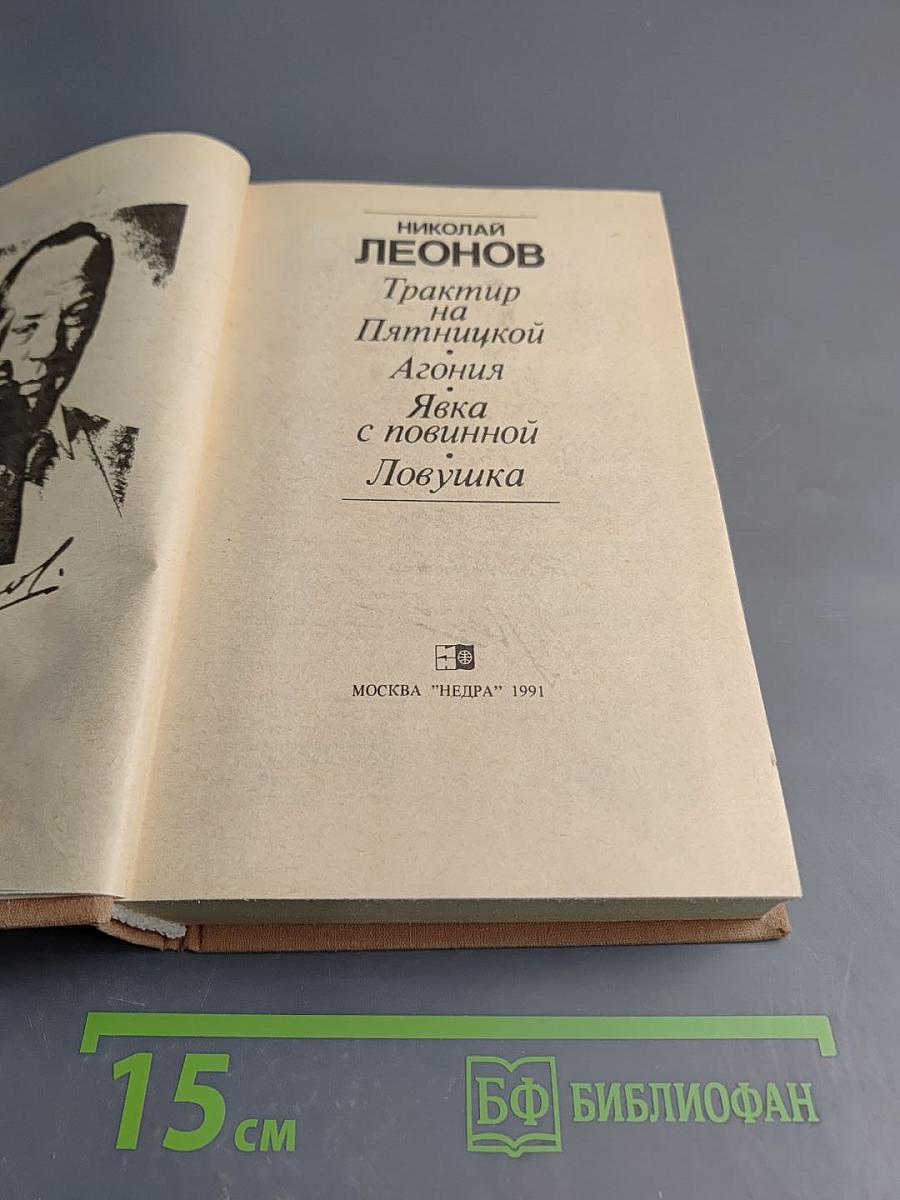 НИКОЛАЙ
ЛЕОНОВ
Трактир
на
Пятницкой
•
Агония
•
Явка
с повинной
•
Ловушка
МОСКВА "НЕДРА" 1991
15 см
БФ БИБЛИОФАН